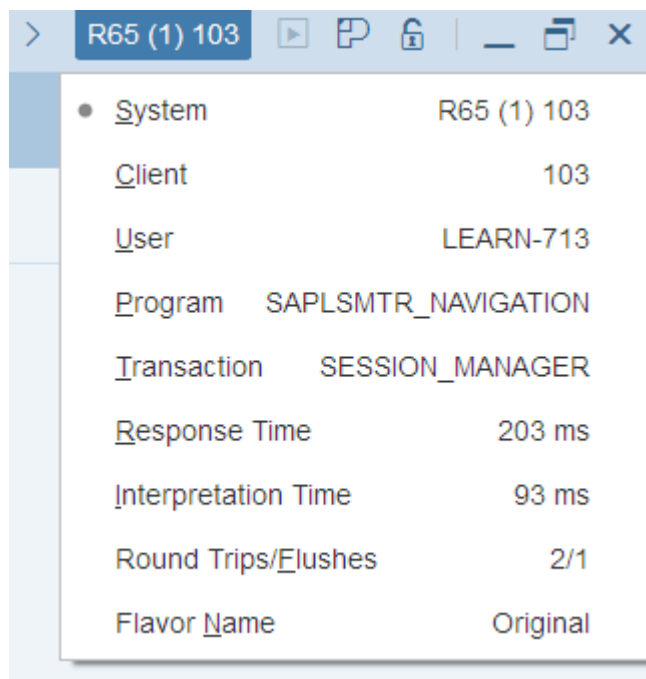 R65 (1) 103
System R65 (1) 103
Client 103
User LEARN-713
Program SAPLSMTR_NAVIGATION
Transaction SESSION_MANAGER
Response Time 203 ms
Interpretation Time 93 ms
Round Trips/Flushes 2/1
Flavor Name Original